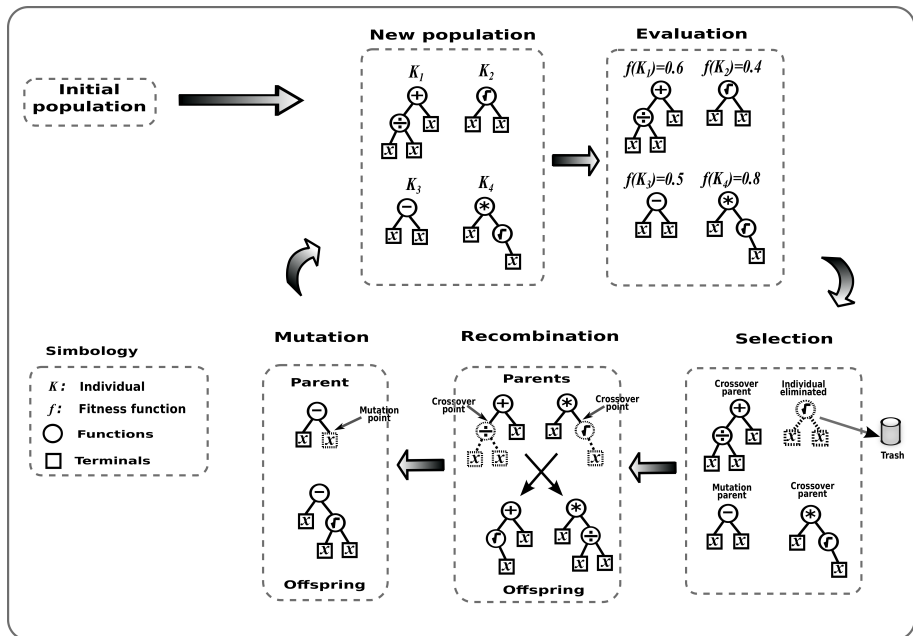 New population
Evaluation
Initial
population
K1
K2
f(K1)=0.6
f(K2)=0.4
+
√
+
√
÷
x
x
x
÷
x
x
x
x
x
x
x
K3
K4
f(K3)=0.5
f(K4)=0.8
−
*
−
*
x
x
x
√
x
x
x
√
x
x
Mutation
Recombination
Selection
Simbology
K: Individual
f: Fitness function
Functions
Terminals
Parent
Mutation
point
−
x
x
−
x
√
x
x
Offspring
Parents
Crossover
point
Crossover
point
+
*
÷
x
x
√
x
x
x
+
*
√
x
x
÷
x
x
x
Offspring
Crossover
parent
Individual
eliminated
+
√
÷
x
x
x
x
x
Trash
Mutation
parent
Crossover
parent
−
*
x
x
x
√
x